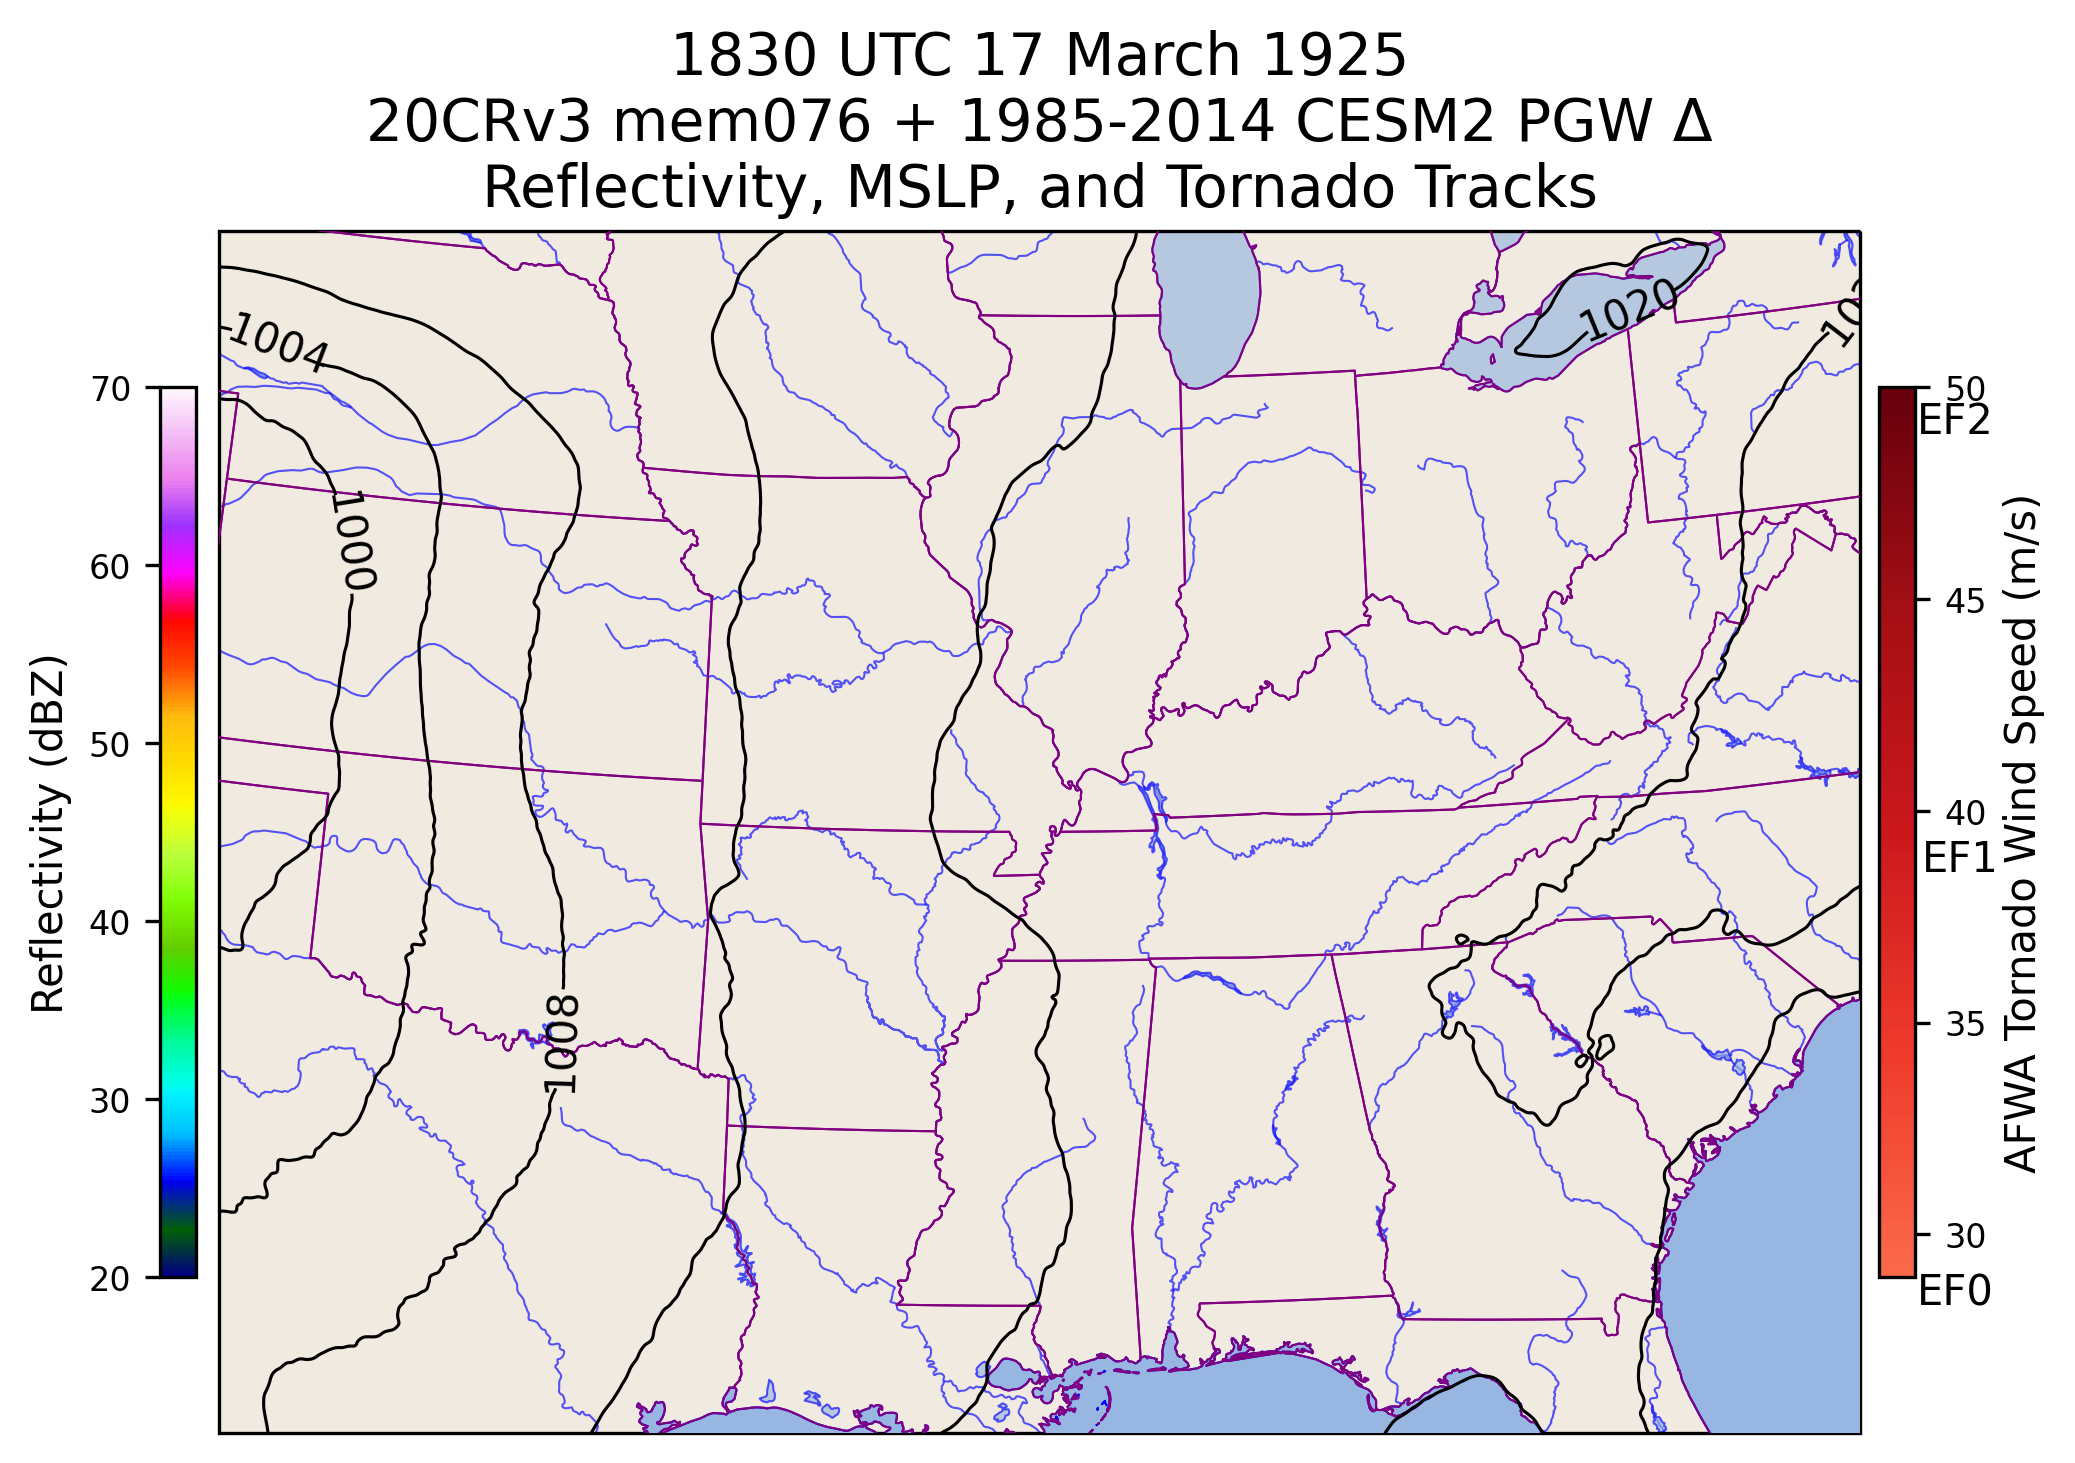 1830 UTC 17 March 1925
20CRv3 mem076 + 1985-2014 CESM2 PGW Δ
Reflectivity, MSLP, and Tornado Tracks
1004
1000
1008
1020
70
60
50
40
30
20
Reflectivity (dBZ)
50
EF2
45
40
EF1
35
30
EF0
AFWA Tornado Wind Speed (m/s)